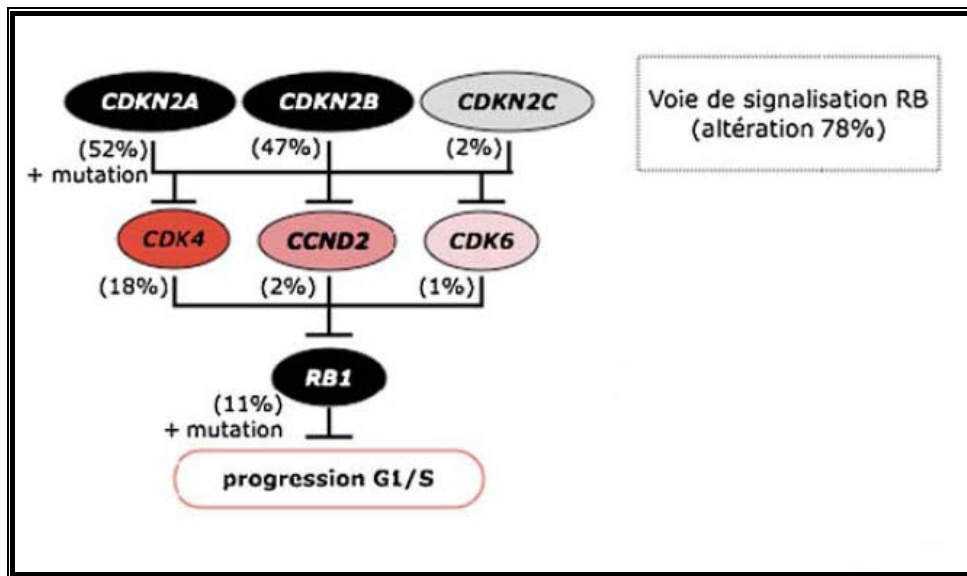 CDKN2A CDKN2B CDKN2C
Voie de signalisation RB
(altération 78%)
(52%)
+ mutation
(47%)
(2%)
CDK4 CCND2 CDK6
(18%)
(2%)
(1%)
RB1
(11%)
+ mutation
progression G1/S